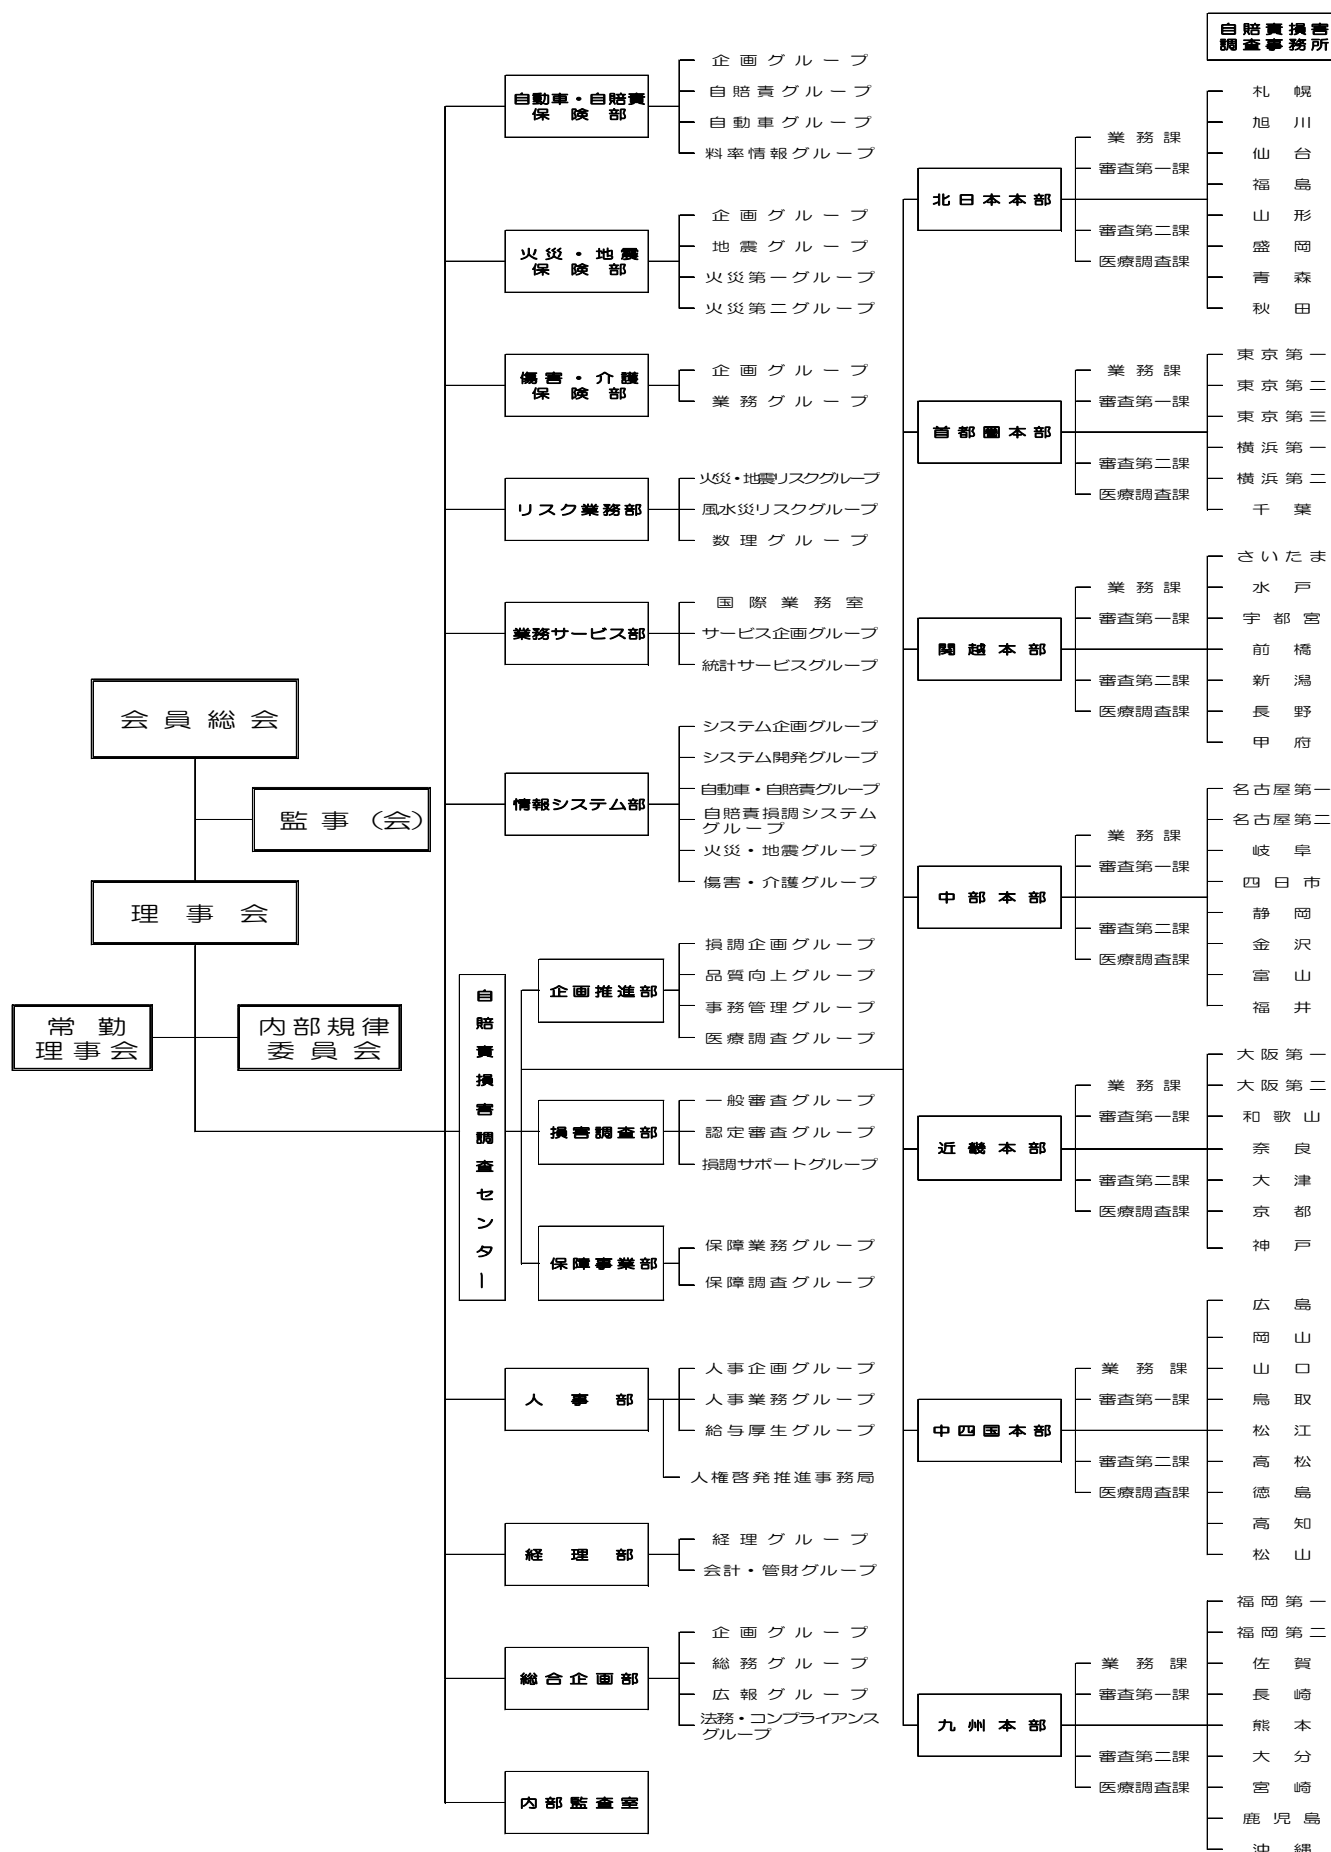 会員総会
監事（会）
理事会
常勤
理事会
内部規律
委員会
自動車・自賠責
保険部
企画グループ
自賠責グループ
自動車グループ
料率情報グループ
火災・地震
保険部
企画グループ
地震グループ
火災第一グループ
火災第二グループ
傷害・介護
保険部
企画グループ
業務グループ
リスク業務部
火災・地震リスクグループ
風水災リスクグループ
数理グループ
業務サービス部
国際業務室
サービス企画グループ
統計サービスグループ
情報システム部
システム企画グループ
システム開発グループ
自動車・自賠責グループ
自賠責損調システム
グループ
火災・地震グループ
傷害・介護グループ
自賠責損害調査センター
企画推進部
損調企画グループ
品質向上グループ
事務管理グループ
医療調査グループ
損害調査部
一般審査グループ
認定審査グループ
損調サポートグループ
保障事業部
保障業務グループ
保障調査グループ
人事部
人事企画グループ
人事業務グループ
給与厚生グループ
人権啓発推進事務局
経理部
経理グループ
会計・管財グループ
総合企画部
企画グループ
総務グループ
広報グループ
法務・コンプライアンス
グループ
内部監査室
自賠責損害
調査事務所
北日本本部
業務課
審査第一課
審査第二課
医療調査課
札幌
旭川
仙台
福島
山形
盛岡
青森
秋田
首都圏本部
業務課
審査第一課
審査第二課
医療調査課
東京第一
東京第二
東京第三
横浜第一
横浜第二
千葉
関越本部
業務課
審査第一課
審査第二課
医療調査課
さいたま
水戸
宇都宮
前橋
新潟
長野
甲府
中部本部
業務課
審査第一課
審査第二課
医療調査課
名古屋第一
名古屋第二
岐阜
四日市
静岡
金沢
富山
福井
近畿本部
業務課
審査第一課
審査第二課
医療調査課
大阪第一
大阪第二
和歌山
奈良
大津
京都
神戸
中四国本部
業務課
審査第一課
審査第二課
医療調査課
広島
岡山
山口
鳥取
松江
高松
徳島
高知
松山
九州本部
業務課
審査第一課
審査第二課
医療調査課
福岡第一
福岡第二
佐賀
長崎
熊本
大分
宮崎
鹿児島
沖縄